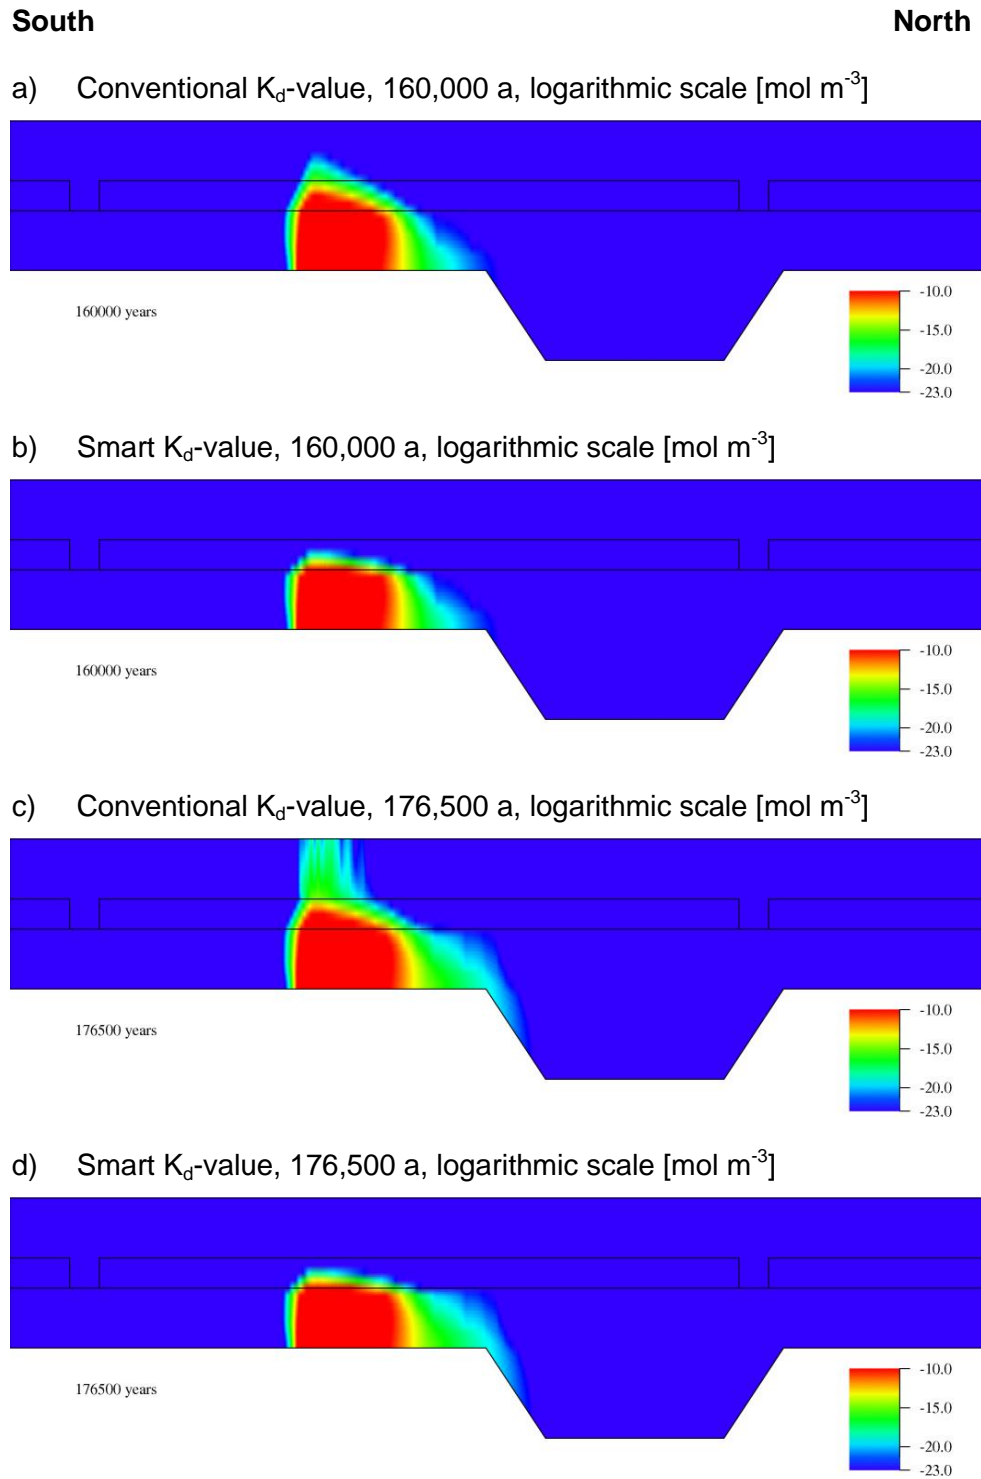 South North
a) Conventional Kd-value, 160,000 a, logarithmic scale [mol m-3]
160000 years
-10.0
-15.0
-20.0
-23.0
b) Smart Kd-value, 160,000 a, logarithmic scale [mol m-3]
160000 years
-10.0
-15.0
-20.0
-23.0
c) Conventional Kd-value, 176,500 a, logarithmic scale [mol m-3]
176500 years
-10.0
-15.0
-20.0
-23.0
d) Smart Kd-value, 176,500 a, logarithmic scale [mol m-3]
176500 years
-10.0
-15.0
-20.0
-23.0